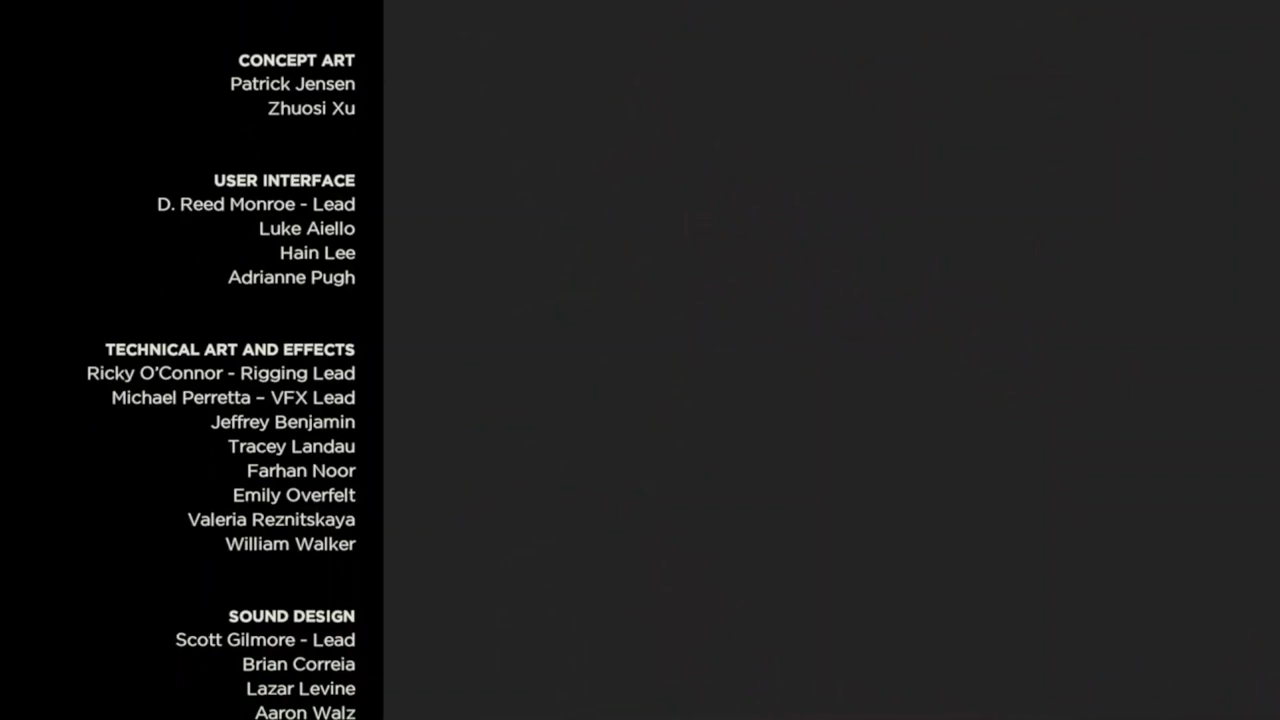 CONCEPT ART
Patrick Jensen
Zhuosi Xu
USER INTERFACE
D. Reed Monroe - Lead
Luke Aiello
Hain Lee
Adrianne Pugh
TECHNICAL ART AND EFFECTS
Ricky O’Connor - Rigging Lead
Michael Perretta – VFX Lead
Jeffrey Benjamin
Tracey Landau
Farhan Noor
Emily Overfelt
Valeria Reznitskaya
William Walker
SOUND DESIGN
Scott Gilmore - Lead
Brian Correia
Lazar Levine
Aaron Walz